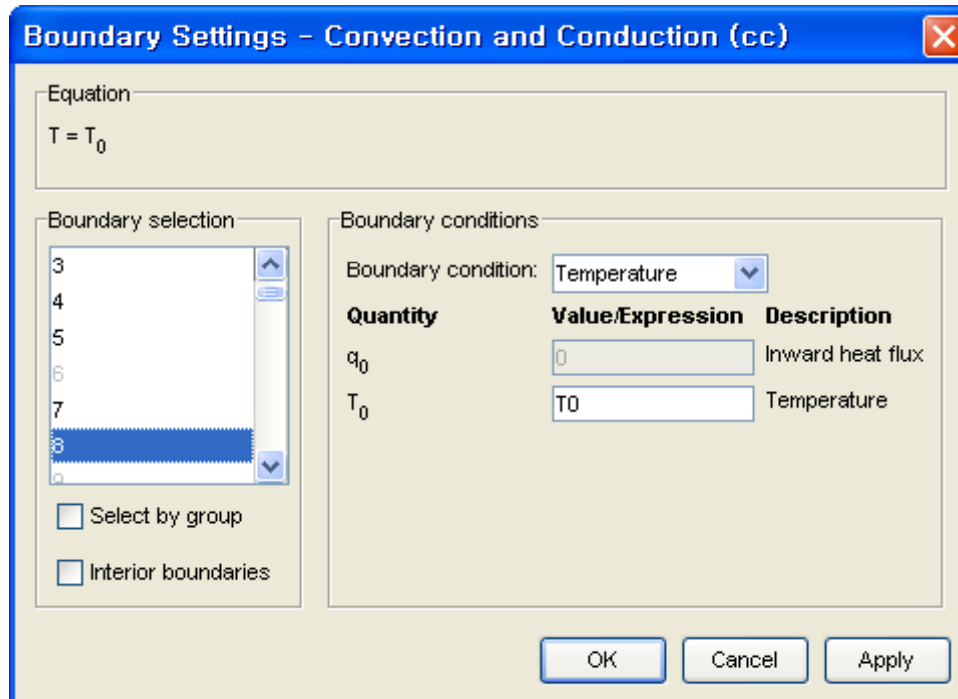 Boundary Settings - Convection and Conduction (cc)
Equation
T = T0
Boundary selection
3
4
5
6
7
8
9
Select by group
Interior boundaries
Boundary conditions
Boundary condition: Temperature
Quantity Value/Expression Description
q0 0 Inward heat flux
T0 T0 Temperature
OK Cancel Apply